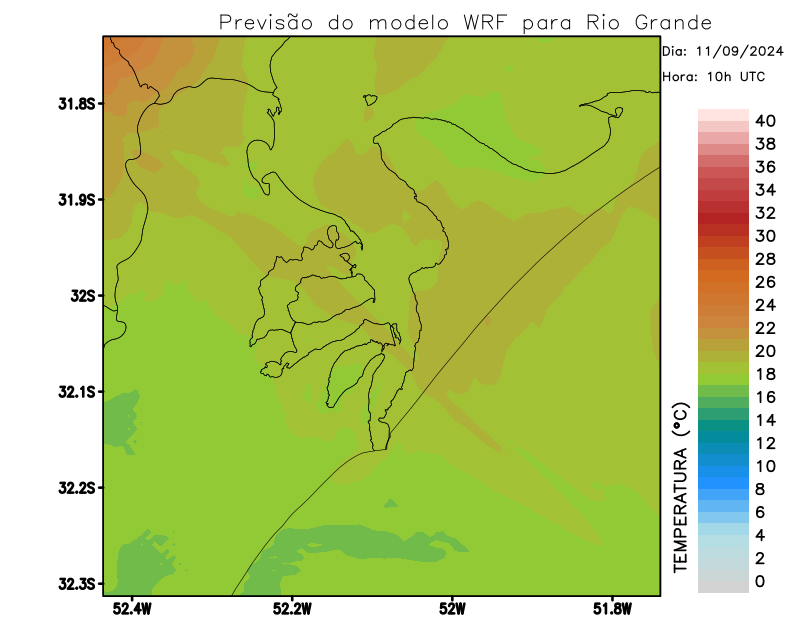 Previsão do modelo WRF para Rio Grande
Dia: 11/09/2024
Hora: 10h UTC
31.8S
31.9S
32S
32.1S
32.2S
32.3S
52.4W
52.2W
52W
51.8W
TEMPERATURA (°C)
40
38
36
34
32
30
28
26
24
22
20
18
16
14
12
10
8
6
4
2
0